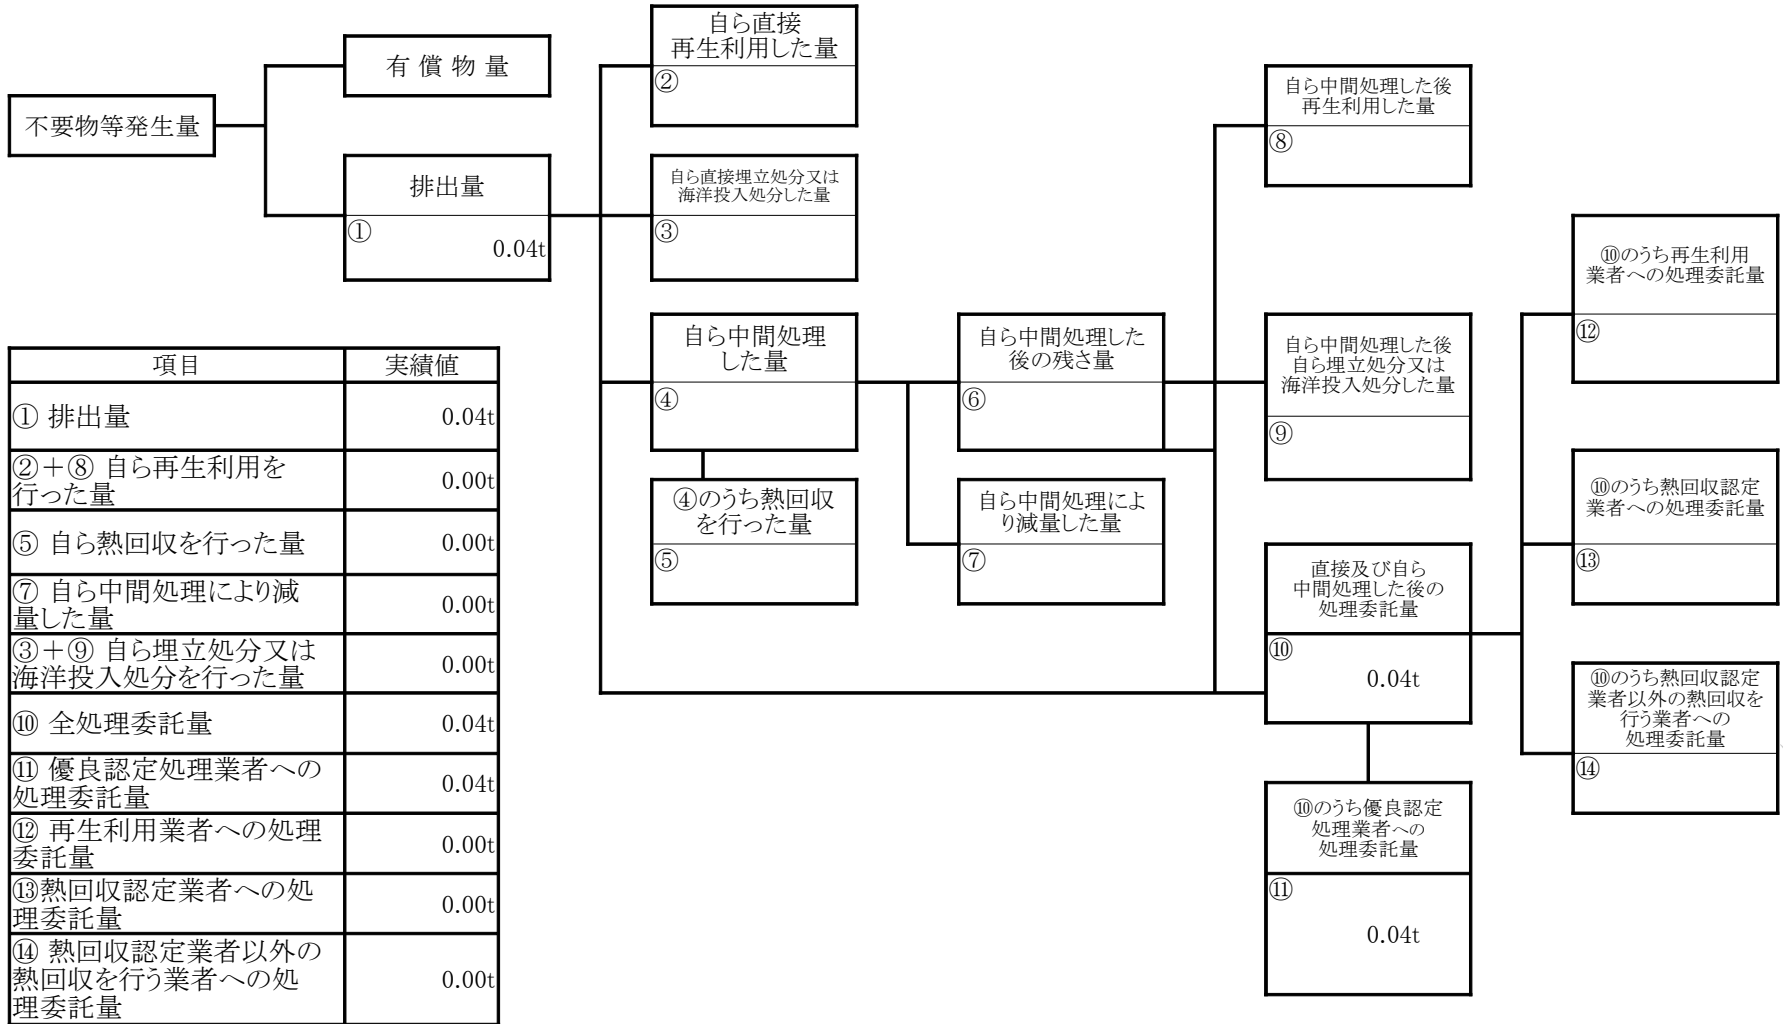 不要物等発生量
有 償 物 量
排出量
①
0.04t
自ら直接
再生利用した量
②
自ら直接埋立処分又は
海洋投入処分した量
③
自ら中間処理
した量
④
④のうち熱回収
を行った量
⑤
自ら中間処理した
後の残さ量
⑥
自ら中間処理によ
り減量した量
⑦
自ら中間処理した後
再生利用した量
⑧
自ら中間処理した後
自ら埋立処分又は
海洋投入処分した量
⑨
直接及び自ら
中間処理した後の
処理委託量
⑩
0.04t
⑩のうち優良認定
処理業者への
処理委託量
⑪
0.04t
⑩のうち再生利用
業者への処理委託量
⑫
⑩のうち熱回収認定
業者への処理委託量
⑬
⑩のうち熱回収認定
業者以外の熱回収を
行う業者への
処理委託量
⑭
項目 実績値
① 排出量 0.04t
②+⑧ 自ら再生利用を
行った量 0.00t
⑤ 自ら熱回収を行った量 0.00t
⑦ 自ら中間処理により減
量した量 0.00t
③+⑨ 自ら埋立処分又は
海洋投入処分を行った量 0.00t
⑩ 全処理委託量 0.04t
⑪ 優良認定処理業者への
処理委託量 0.04t
⑫ 再生利用業者への処理
委託量 0.00t
⑬熱回収認定業者への処
理委託量 0.00t
⑭ 熱回収認定業者以外の
熱回収を行う業者への処
理委託量 0.00t